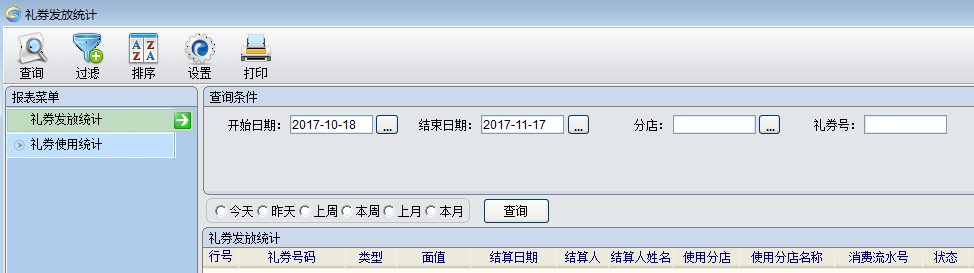 礼券发放统计
查询 过滤 排序 设置 打印
报表菜单
礼券发放统计
礼券使用统计
查询条件
开始日期： 2017-10-18 ... 结束日期： 2017-11-17 ... 分店： ... 礼券号：
今天 昨天 上周 本周 上月 本月 查询
礼券发放统计
行号 礼券号码 类型 面值 结算日期 结算人 结算人姓名 使用分店 使用分店名称 消费流水号 状态